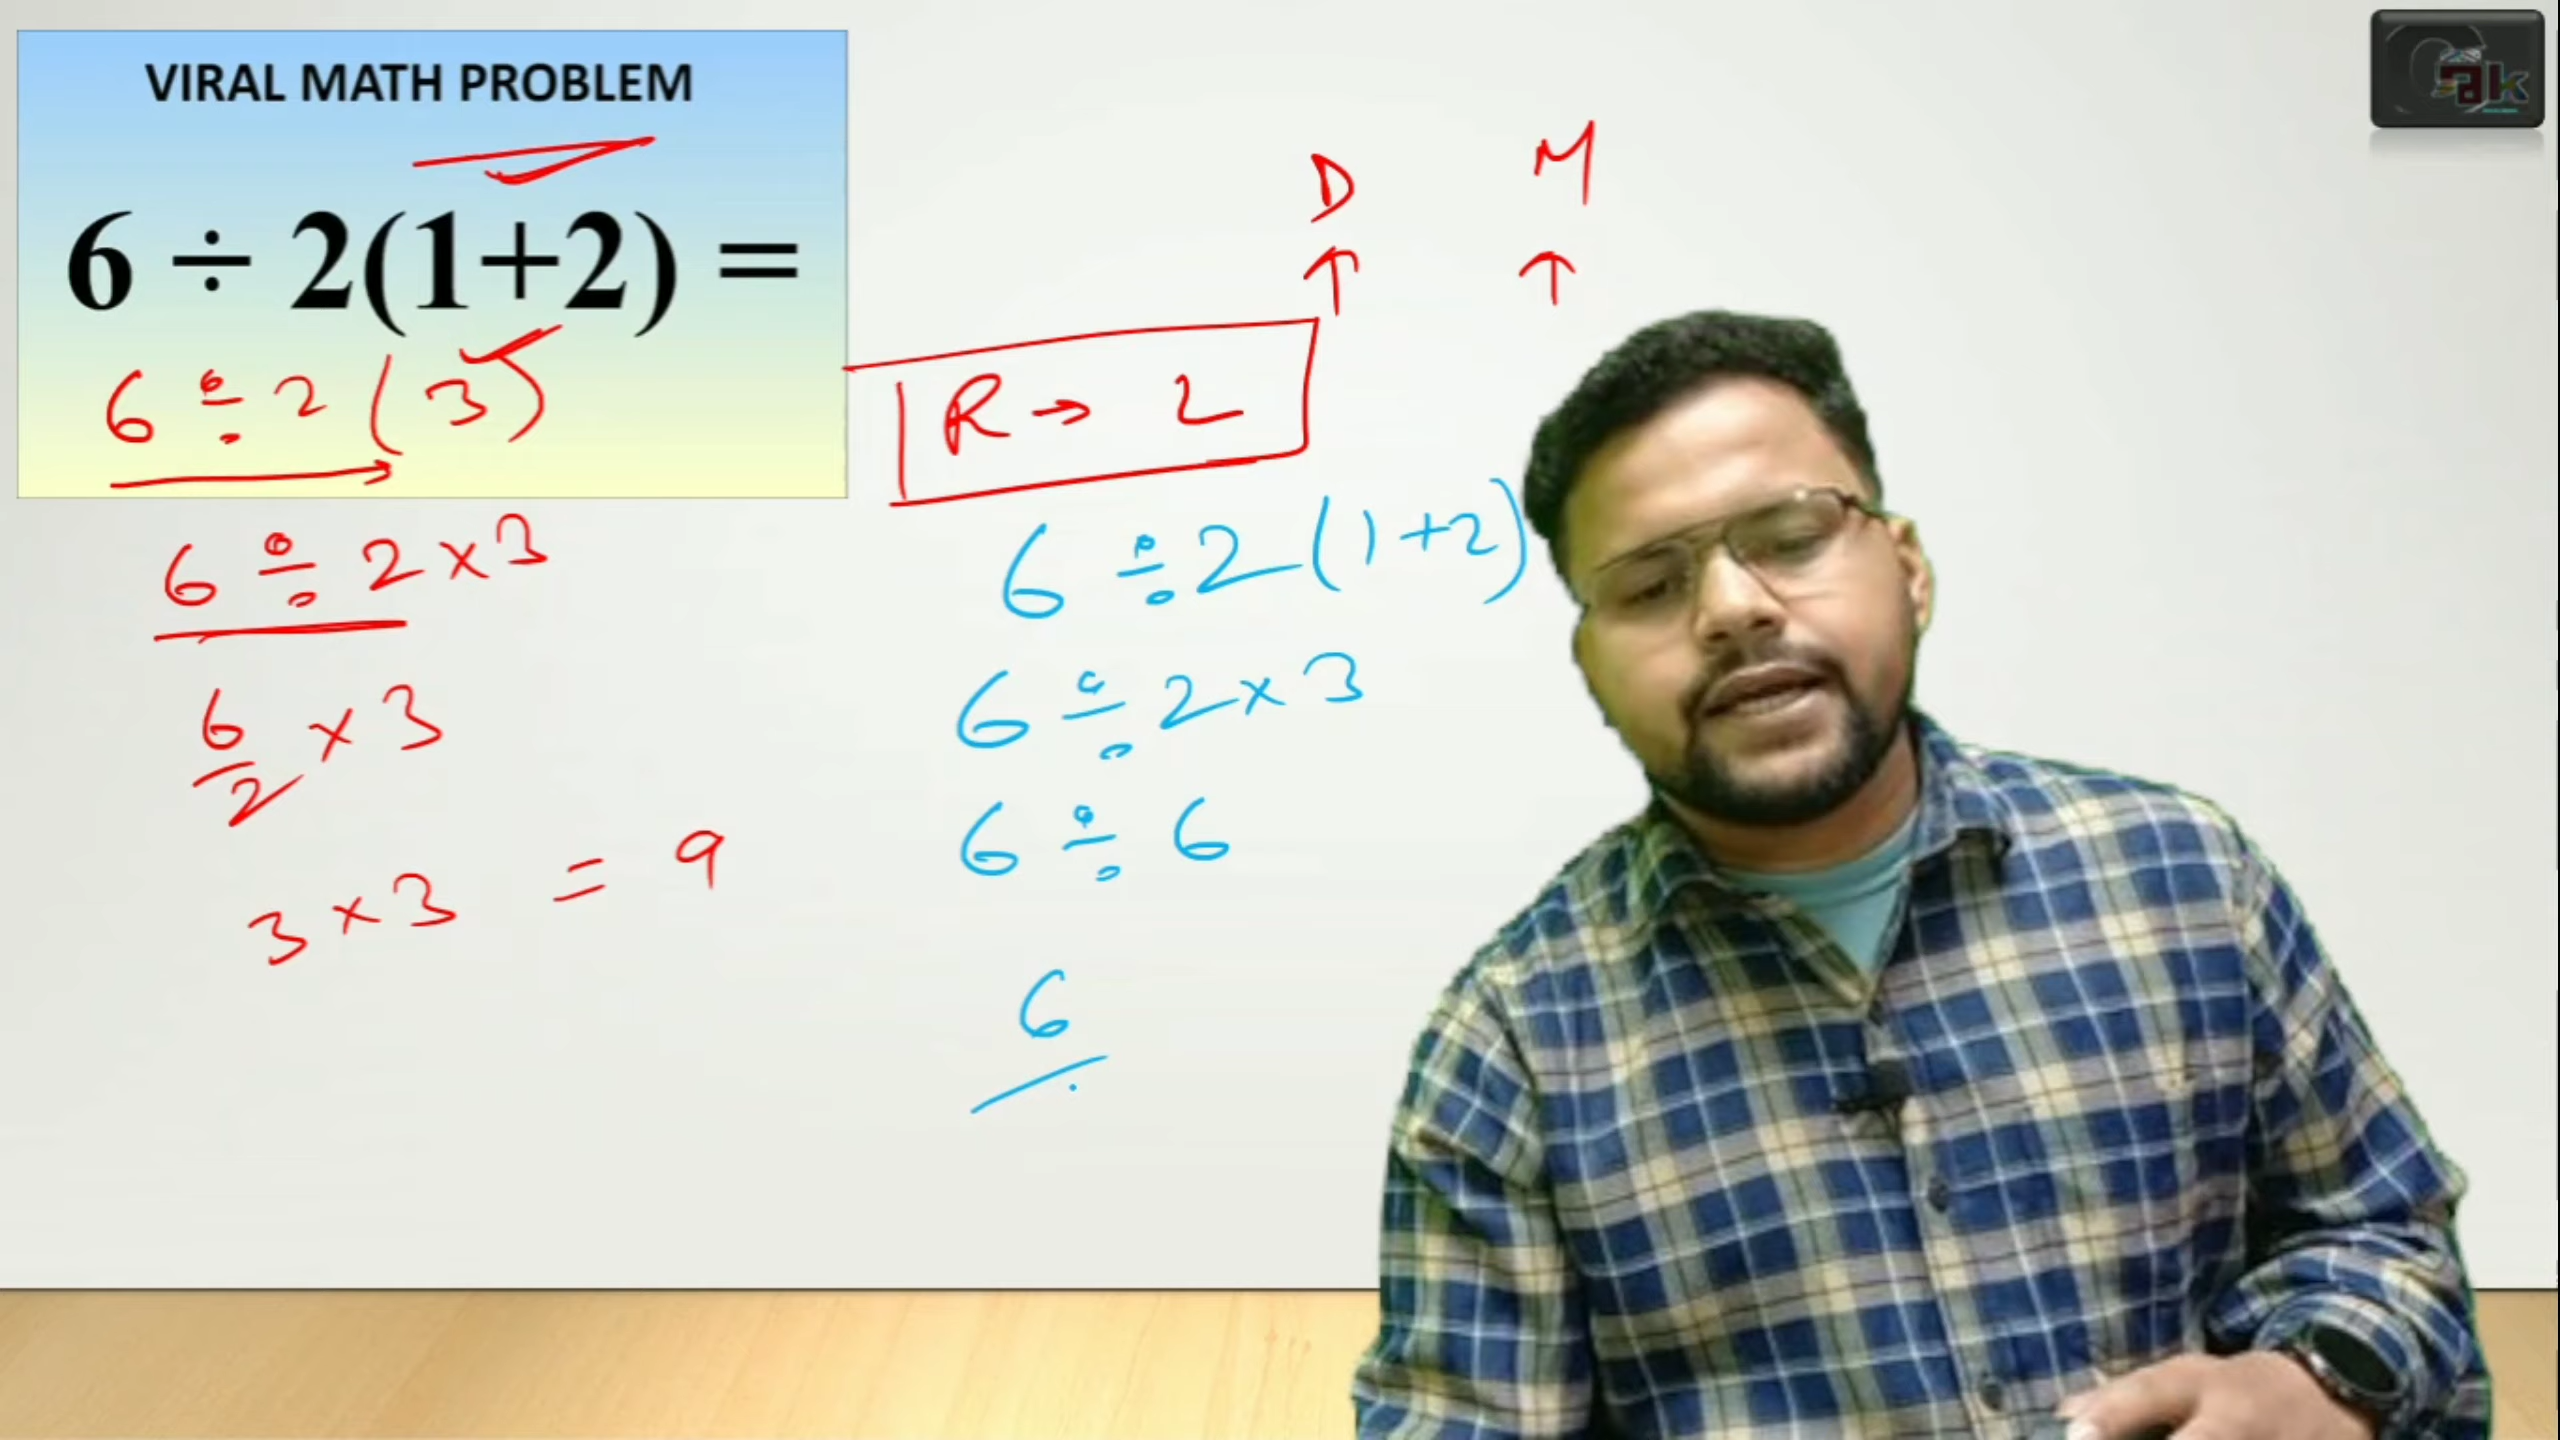 VIRAL MATH PROBLEM
6 ÷ 2(1+2) =
6 ÷ 2 ( 3 )
6 ÷ 2 × 3
6/2 × 3
3 × 3 = 9
D M
↑ ↑
R → 2
6 ÷ 2 ( 1 + 2 )
6 ÷ 2 × 3
6 ÷ 6
6
ak